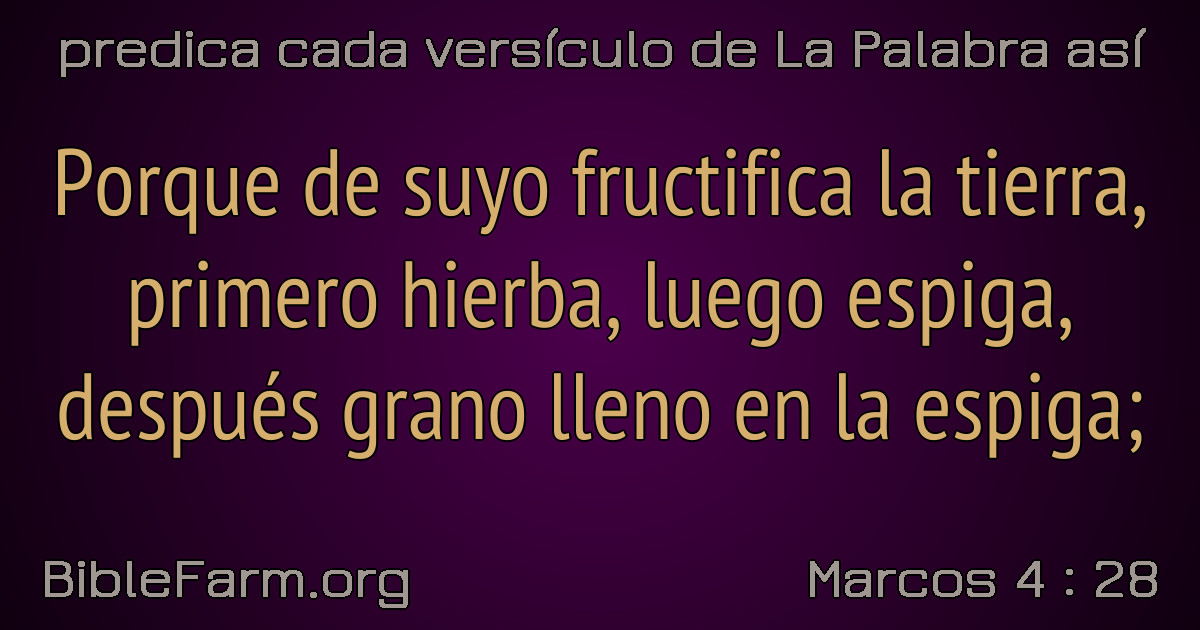 predica cada versículo de La Palabra así
Porque de suyo fructifica la tierra,
primero hierba, luego espiga,
después grano lleno en la espiga;
BibleFarm.org
Marcos 4 : 28